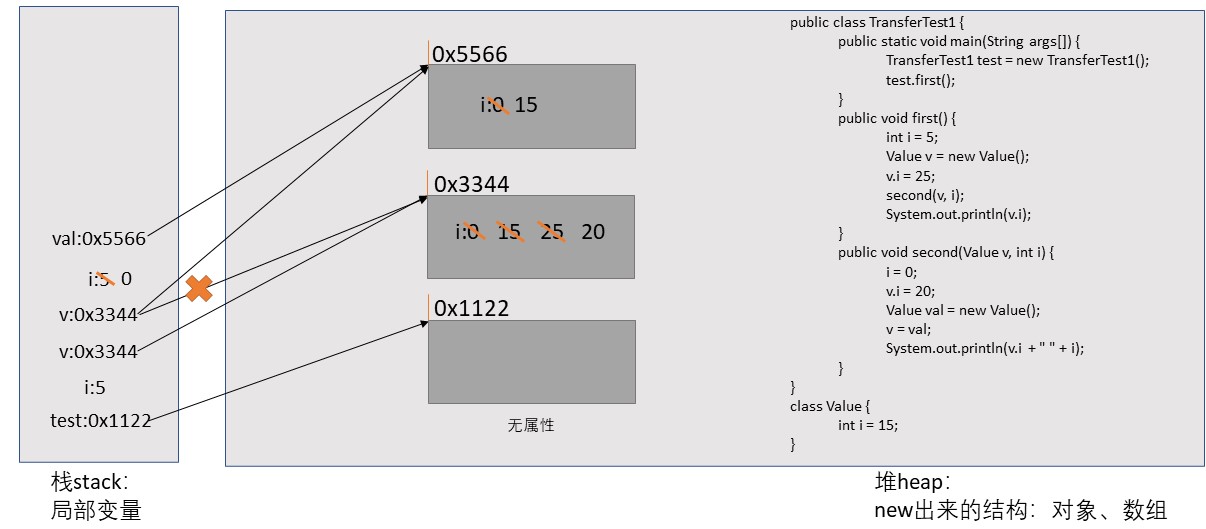 val:0x5566
i:5 0
v:0x3344
v:0x3344
i:5
test:0x1122
栈stack：
局部变量
0x5566
i:0 15
0x3344
i:0 15 25 20
0x1122
无属性
public class TransferTest1 {
public static void main(String args[]) {
TransferTest1 test = new TransferTest1();
test.first();
}
public void first() {
int i = 5;
Value v = new Value();
v.i = 25;
second(v, i);
System.out.println(v.i);
}
public void second(Value v, int i) {
i = 0;
v.i = 20;
Value val = new Value();
v = val;
System.out.println(v.i + " " + i);
}
}
class Value {
int i = 15;
}
堆heap：
new出来的结构：对象、数组